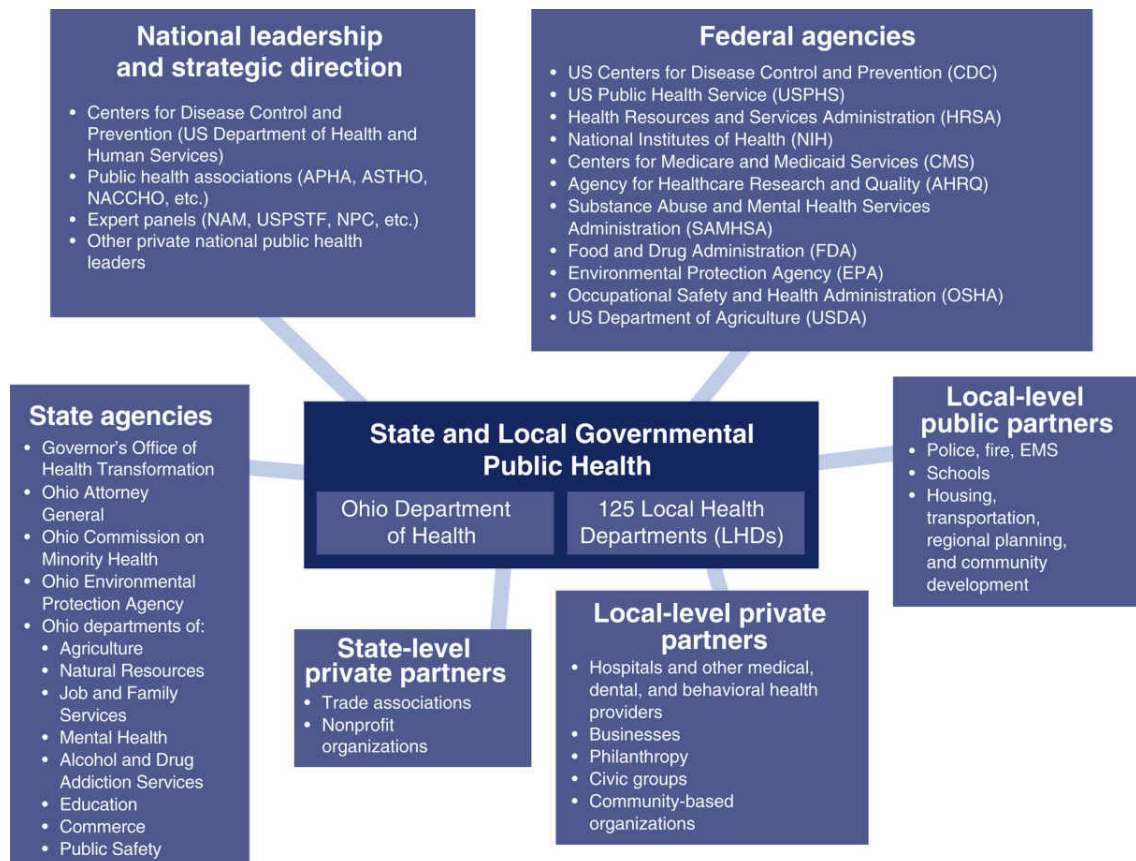 National leadership
and strategic direction
• Centers for Disease Control and
Prevention (US Department of Health and
Human Services)
• Public health associations (APHA, ASTHO,
NACCHO, etc.)
• Expert panels (NAM, USPSTF, NPC, etc.)
• Other private national public health
leaders
Federal agencies
• US Centers for Disease Control and Prevention (CDC)
• US Public Health Service (USPHS)
• Health Resources and Services Administration (HRSA)
• National Institutes of Health (NIH)
• Centers for Medicare and Medicaid Services (CMS)
• Agency for Healthcare Research and Quality (AHRQ)
• Substance Abuse and Mental Health Services
Administration (SAMHSA)
• Food and Drug Administration (FDA)
• Environmental Protection Agency (EPA)
• Occupational Safety and Health Administration (OSHA)
• US Department of Agriculture (USDA)
State agencies
• Governor's Office of
Health Transformation
• Ohio Attorney
General
• Ohio Commission on
Minority Health
• Ohio Environmental
Protection Agency
• Ohio departments of:
• Agriculture
• Natural Resources
• Job and Family
Services
• Mental Health
• Alcohol and Drug
Addiction Services
• Education
• Commerce
• Public Safety
State and Local Governmental
Public Health
Ohio Department
of Health
125 Local Health
Departments (LHDs)
Local-level
public partners
• Police, fire, EMS
• Schools
• Housing,
transportation,
regional planning,
and community
development
State-level
private partners
• Trade associations
• Nonprofit
organizations
Local-level private
partners
• Hospitals and other medical,
dental, and behavioral health
providers
• Businesses
• Philanthropy
• Civic groups
• Community-based
organizations